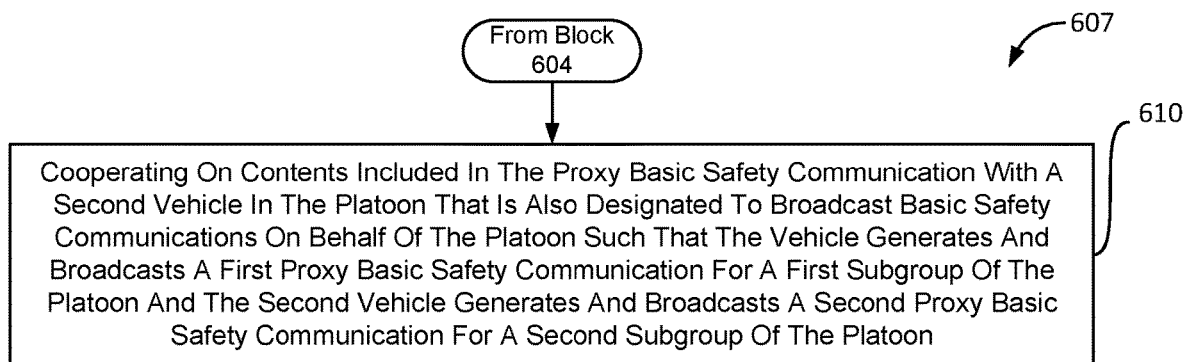 From Block
604
607
610
Cooperating On Contents Included In The Proxy Basic Safety Communication With A
Second Vehicle In The Platoon That Is Also Designated To Broadcast Basic Safety
Communications On Behalf Of The Platoon Such That The Vehicle Generates And
Broadcasts A First Proxy Basic Safety Communication For A First Subgroup Of The
Platoon And The Second Vehicle Generates And Broadcasts A Second Proxy Basic
Safety Communication For A Second Subgroup Of The Platoon